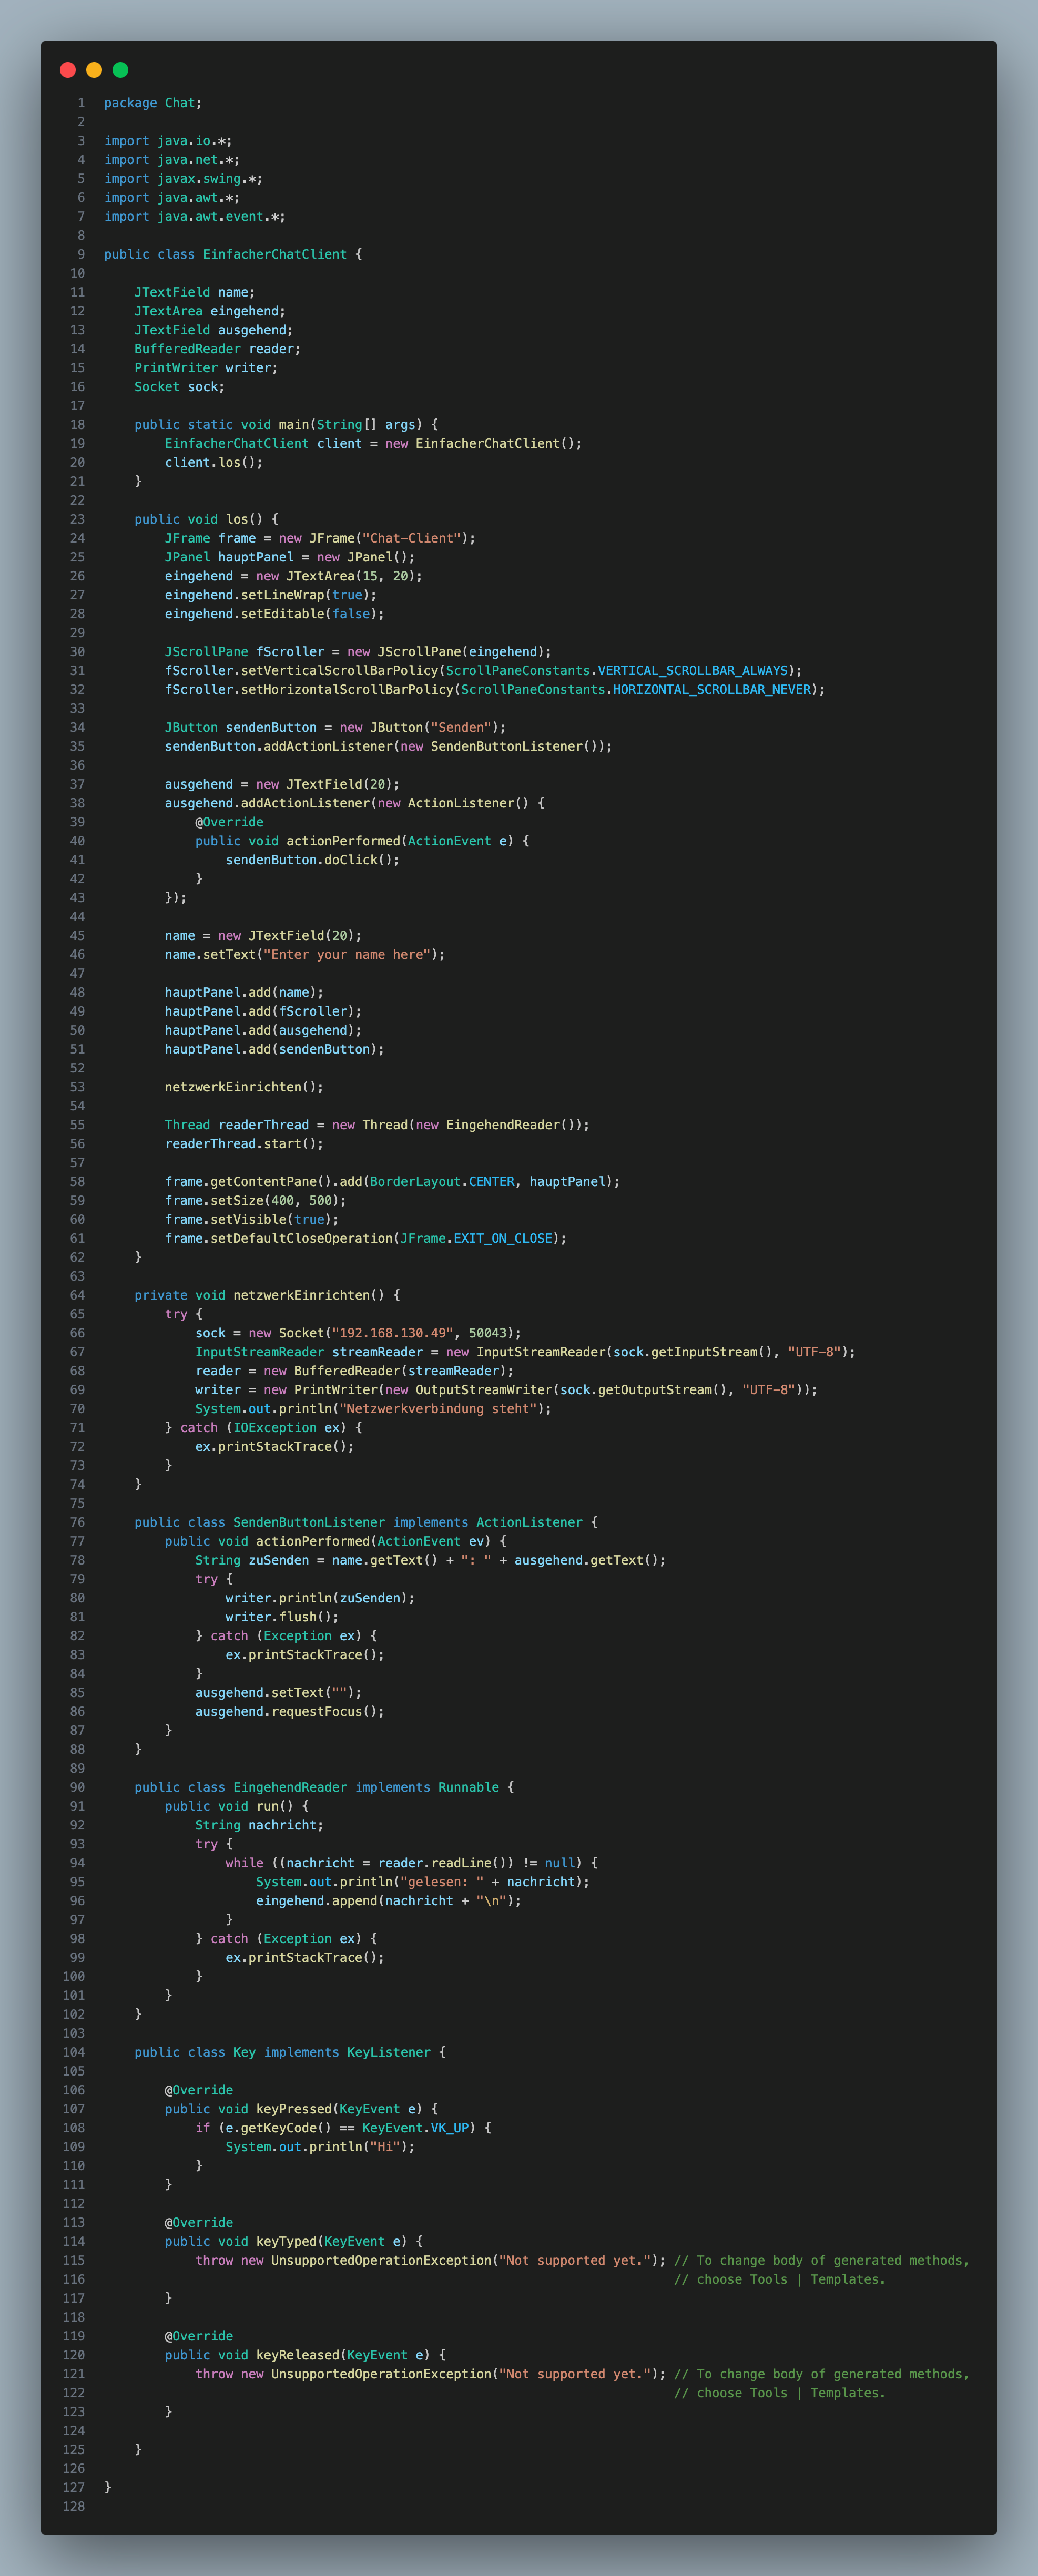 1 package Chat;
2
3 import java.io.*;
4 import java.net.*;
5 import javax.swing.*;
6 import java.awt.*;
7 import java.awt.event.*;
8
9 public class EinfacherChatClient {
10
11     JTextField name;
12     JTextArea eingehend;
13     JTextField ausgehend;
14     BufferedReader reader;
15     PrintWriter writer;
16     Socket sock;
17
18     public static void main(String[] args) {
19         EinfacherChatClient client = new EinfacherChatClient();
20         client.los();
21     }
22
23     public void los() {
24         JFrame frame = new JFrame("Chat-Client");
25         JPanel hauptPanel = new JPanel();
26         eingehend = new JTextArea(15, 20);
27         eingehend.setLineWrap(true);
28         eingehend.setEditable(false);
29
30         JScrollPane fScroller = new JScrollPane(eingehend);
31         fScroller.setVerticalScrollBarPolicy(ScrollPaneConstants.VERTICAL_SCROLLBAR_ALWAYS);
32         fScroller.setHorizontalScrollBarPolicy(ScrollPaneConstants.HORIZONTAL_SCROLLBAR_NEVER);
33
34         JButton sendenButton = new JButton("Senden");
35         sendenButton.addActionListener(new SendenButtonListener());
36
37         ausgehend = new JTextField(20);
38         ausgehend.addActionListener(new ActionListener() {
39             @Override
40             public void actionPerformed(ActionEvent e) {
41                 sendenButton.doClick();
42             }
43         });
44
45         name = new JTextField(20);
46         name.setText("Enter your name here");
47
48         hauptPanel.add(name);
49         hauptPanel.add(fScroller);
50         hauptPanel.add(ausgehend);
51         hauptPanel.add(sendenButton);
52
53         netzwerkEinrichten();
54
55         Thread readerThread = new Thread(new EingehendReader());
56         readerThread.start();
57
58         frame.getContentPane().add(BorderLayout.CENTER, hauptPanel);
59         frame.setSize(400, 500);
60         frame.setVisible(true);
61         frame.setDefaultCloseOperation(JFrame.EXIT_ON_CLOSE);
62     }
63
64     private void netzwerkEinrichten() {
65         try {
66             sock = new Socket("192.168.130.49", 50043);
67             InputStreamReader streamReader = new InputStreamReader(sock.getInputStream(), "UTF-8");
68             reader = new BufferedReader(streamReader);
69             writer = new PrintWriter(new OutputStreamWriter(sock.getOutputStream(), "UTF-8"));
70             System.out.println("Netzwerkverbindung steht");
71         } catch (IOException ex) {
72             ex.printStackTrace();
73         }
74     }
75
76     public class SendenButtonListener implements ActionListener {
77         public void actionPerformed(ActionEvent ev) {
78             String zuSenden = name.getText() + ": " + ausgehend.getText();
79             try {
80                 writer.println(zuSenden);
81                 writer.flush();
82             } catch (Exception ex) {
83                 ex.printStackTrace();
84             }
85             ausgehend.setText("");
86             ausgehend.requestFocus();
87         }
88     }
89
90     public class EingehendReader implements Runnable {
91         public void run() {
92             String nachricht;
93             try {
94                 while ((nachricht = reader.readLine()) != null) {
95                     System.out.println("gelesen: " + nachricht);
96                     eingehend.append(nachricht + "\n");
97                 }
98             } catch (Exception ex) {
99                 ex.printStackTrace();
100             }
101         }
102     }
103
104     public class Key implements KeyListener {
105
106         @Override
107         public void keyPressed(KeyEvent e) {
108             if (e.getKeyCode() == KeyEvent.VK_UP) {
109                 System.out.println("Hi");
110             }
111         }
112
113         @Override
114         public void keyTyped(KeyEvent e) {
115             throw new UnsupportedOperationException("Not supported yet."); // To change body of generated methods,
116                                                                            // choose Tools | Templates.
117         }
118
119         @Override
120         public void keyReleased(KeyEvent e) {
121             throw new UnsupportedOperationException("Not supported yet."); // To change body of generated methods,
122                                                                            // choose Tools | Templates.
123         }
124
125     }
126
127 }
128